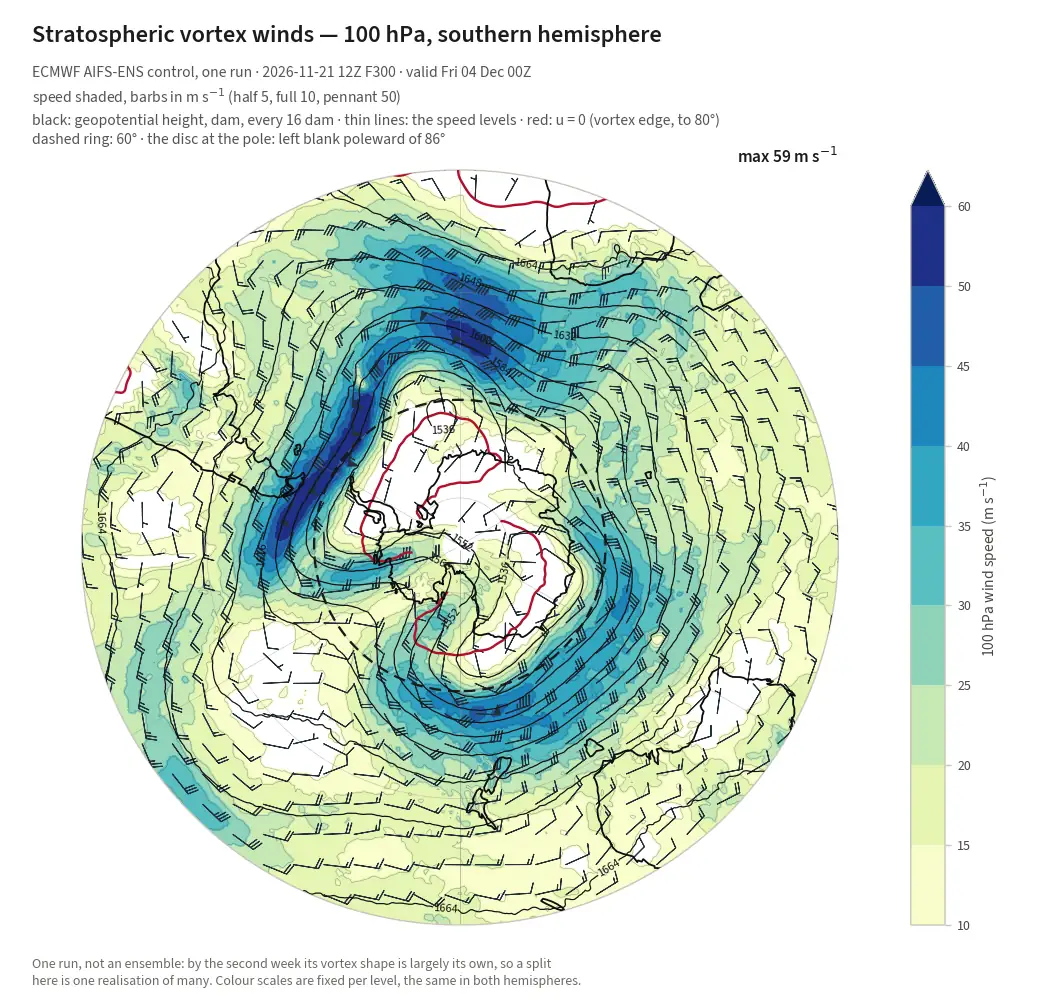 Stratospheric vortex winds — 100 hPa, southern hemisphere
ECMWF AIFS-ENS control, one run · 2026-11-21 12Z F300 · valid Fri 04 Dec 00Z
speed shaded, barbs in m s⁻¹ (half 5, full 10, pennant 50)
black: geopotential height, dam, every 16 dam · thin lines: the speed levels · red: u = 0 (vortex edge, to 80°)
dashed ring: 60° · the disc at the pole: left blank poleward of 86°
max 59 m s⁻¹
60
50
45
40
35
30
25
20
15
10
100 hPa wind speed (m s⁻¹)
1664
1648
1632
1600
1584
1536
1664
1552
1536
1664
1664
One run, not an ensemble: by the second week its vortex shape is largely its own, so a split
here is one realisation of many. Colour scales are fixed per level, the same in both hemispheres.